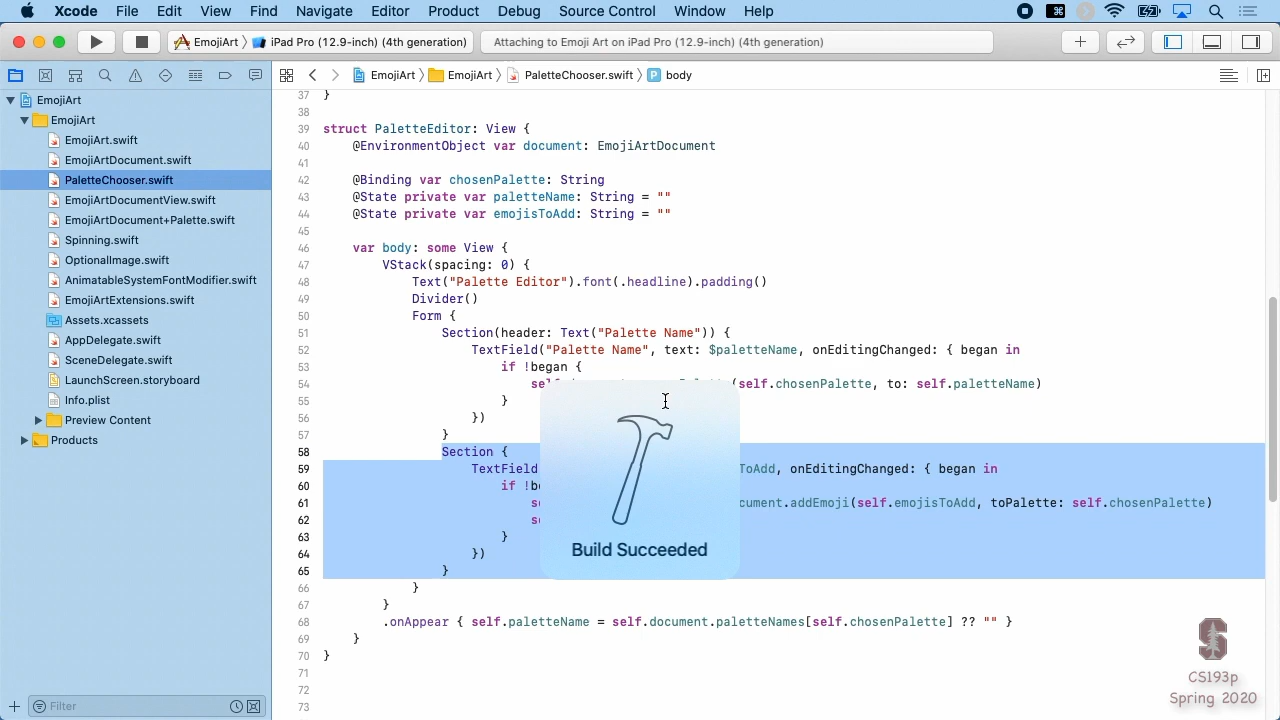 Xcode File Edit View Find Navigate Editor Product Debug Source Control Window Help
EmojiArt iPad Pro (12.9-inch) (4th generation) Attaching to Emoji Art on iPad Pro (12.9-inch) (4th generation)
EmojiArt EmojiArt PaletteChooser.swift P body
EmojiArt
EmojiArt
EmojiArt.swift
EmojiArtDocument.swift
PaletteChooser.swift
EmojiArtDocumentView.swift
EmojiArtDocument+Palette.swift
Spinning.swift
OptionalImage.swift
AnimatableSystemFontModifier.swift
EmojiArtExtensions.swift
Assets.xcassets
AppDelegate.swift
SceneDelegate.swift
LaunchScreen.storyboard
Info.plist
Preview Content
Products
Filter
37 }
38
39 struct PaletteEditor: View {
40 @EnvironmentObject var document: EmojiArtDocument
41
42 @Binding var chosenPalette: String
43 @State private var paletteName: String = ""
44 @State private var emojisToAdd: String = ""
45
46 var body: some View {
47 VStack(spacing: 0) {
48 Text("Palette Editor").font(.headline).padding()
49 Divider()
50 Form {
51 Section(header: Text("Palette Name")) {
52 TextField("Palette Name", text: $paletteName, onEditingChanged: { began in
53 if !began {
54 (self.chosenPalette, to: self.paletteName)
55 }
56 })
57 }
58 Section {
59 TextField ToAdd, onEditingChanged: { began in
60 if !b
61 s cument.addEmoji(self.emojisToAdd, toPalette: self.chosenPalette)
62 s
63 }
64 })
65 }
66 }
67 }
68 .onAppear { self.paletteName = self.document.paletteNames[self.chosenPalette] ?? "" }
69 }
70 }
71
72
73
Build Succeeded
S
CS193p
Spring 2020